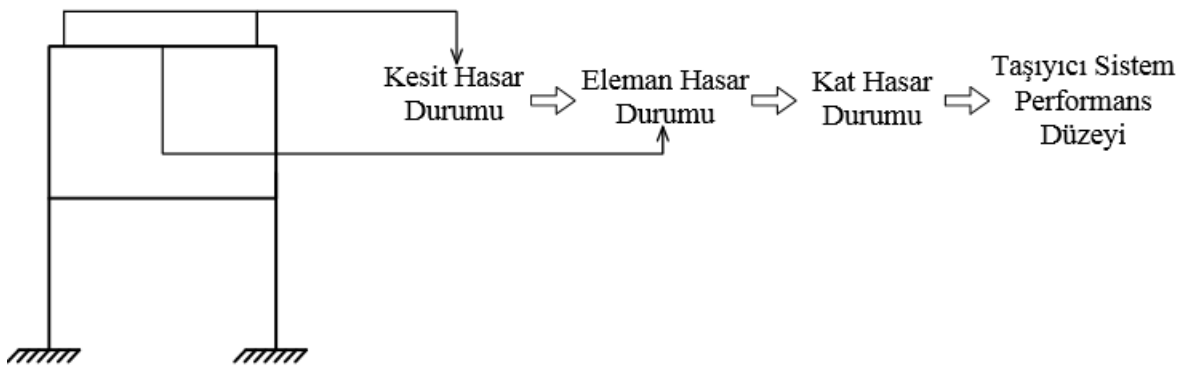 Kesit Hasar
Durumu
Eleman Hasar
Durumu
Kat Hasar
Durumu
Taşıyıcı Sistem
Performans
Düzeyi